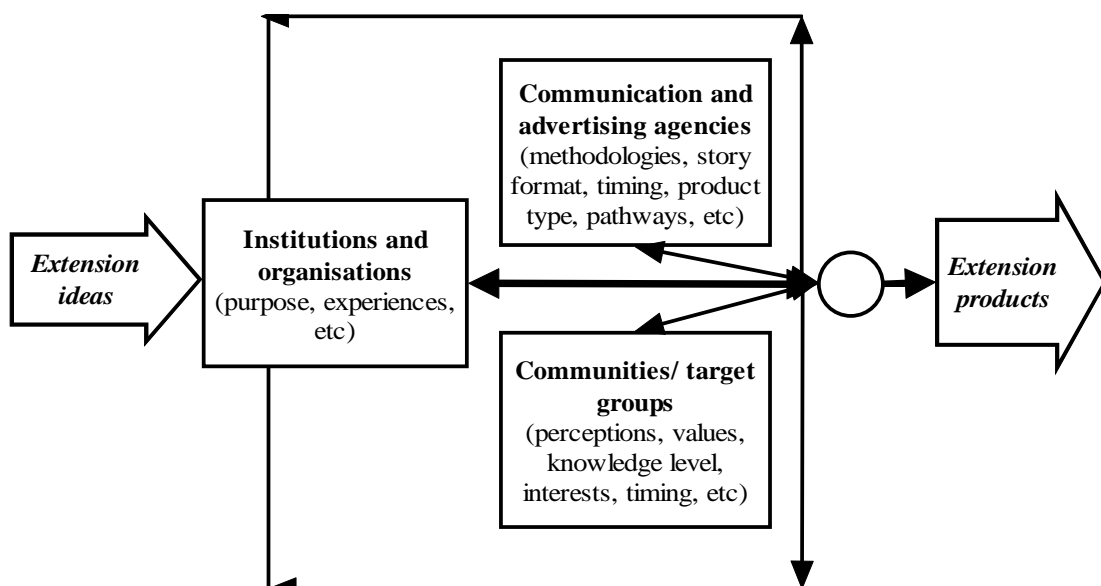 Extension
ideas
Institutions and
organisations
(purpose, experiences,
etc)
Communication and
advertising agencies
(methodologies, story
format, timing, product
type, pathways, etc)
Communities/ target
groups
(perceptions, values,
knowledge level,
interests, timing, etc)
Extension
products